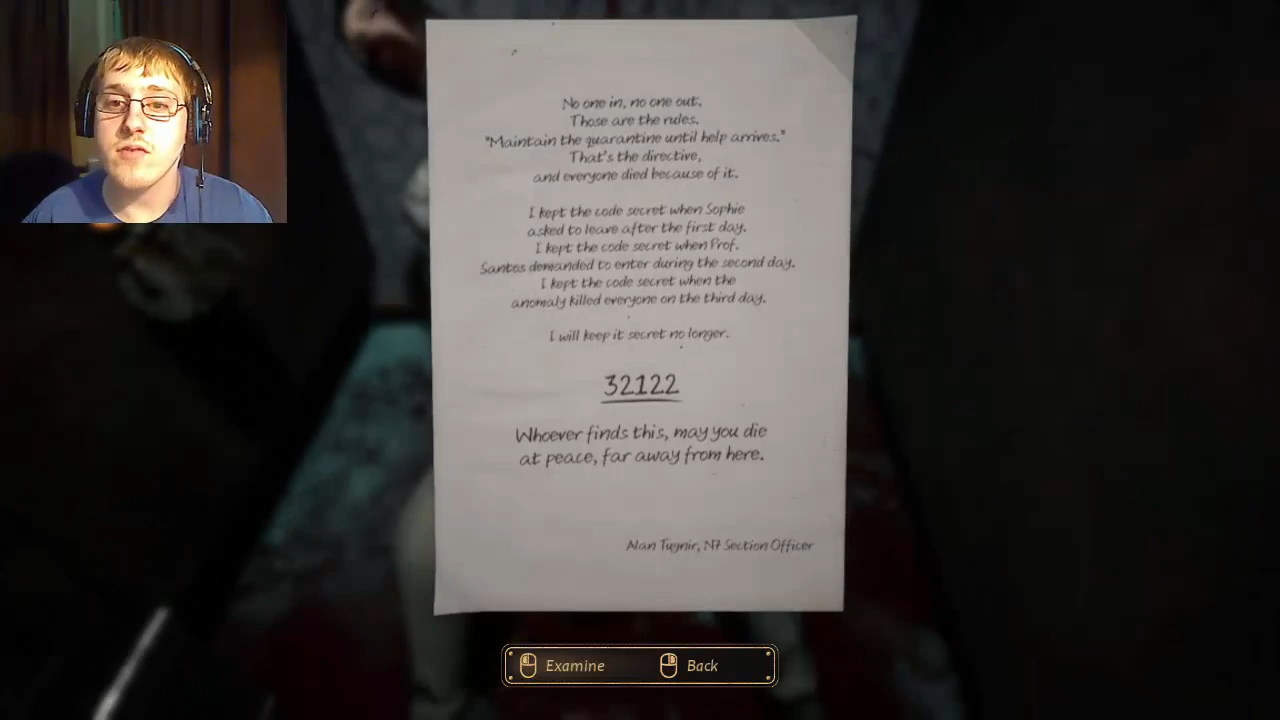 No one in, no one out.
Those are the rules.
"Maintain the quarantine until help arrives."
That's the directive,
and everyone died because of it.
I kept the code secret when Sophie
asked to leave after the first day.
I kept the code secret when Prof.
Santos demanded to enter during the second day.
I kept the code secret when the
anomaly killed everyone on the third day.
I will keep it secret no longer.
32122
Whoever finds this, may you die
at peace, far away from here.
Alan Tugnir, N7 Section Officer
Examine Back